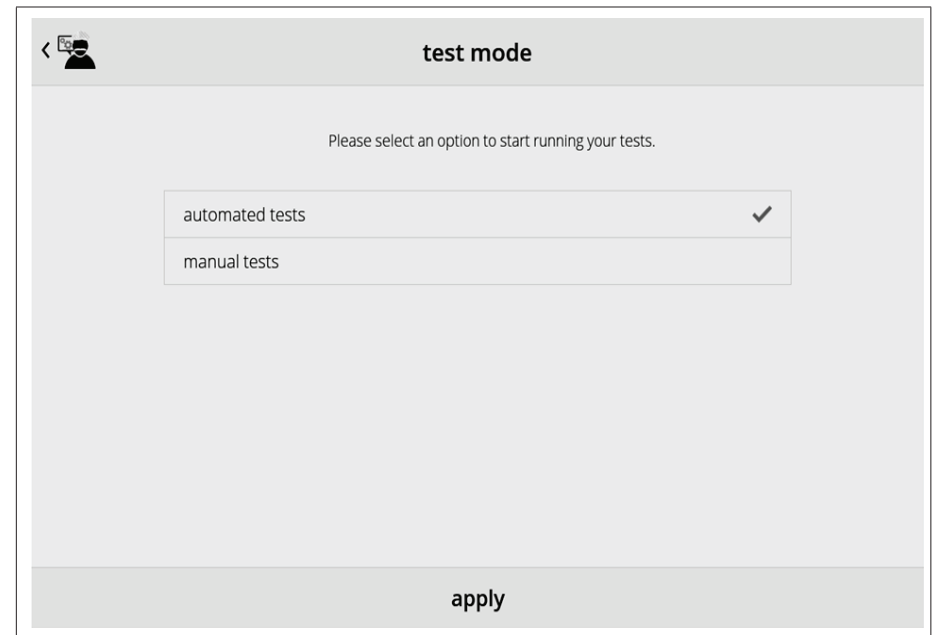 test mode
Please select an option to start running your tests.
automated tests
manual tests
apply